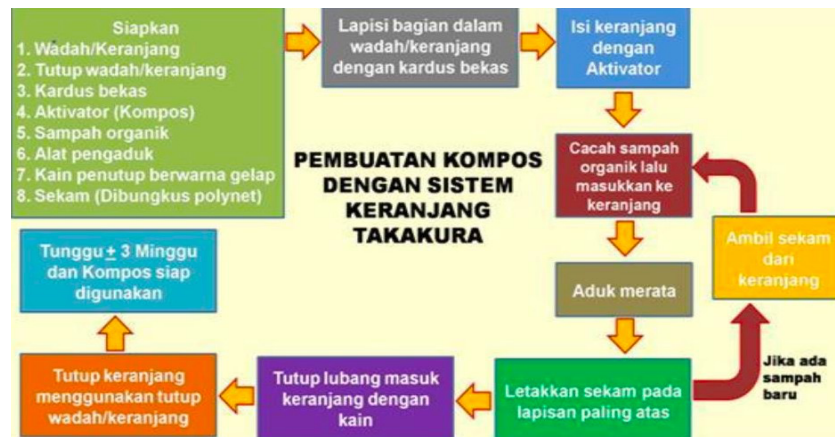 Siapkan
1. Wadah/Keranjang
2. Tutup wadah/keranjang
3. Kardus bekas
4. Aktivator (Kompos)
5. Sampah organik
6. Alat pengaduk
7. Kain penutup berwarna gelap
8. Sekam (Dibungkus polynet)
Lapisi bagian dalam
wadah/keranjang
dengan kardus bekas
Isi keranjang
dengan
Aktivator
PEMBUATAN KOMPOS
DENGAN SISTEM
KERANJANG
TAKAKURA
Cacah sampah
organik lalu
masukkan ke
keranjang
Aduk merata
Letakkan sekam pada
lapisan paling atas
Jika ada
sampah
baru
Ambil sekam
dari
keranjang
Tutup lubang masuk
keranjang dengan
kain
Tutup keranjang
menggunakan tutup
wadah/keranjang
Tunggu ± 3 Minggu
dan Kompos siap
digunakan